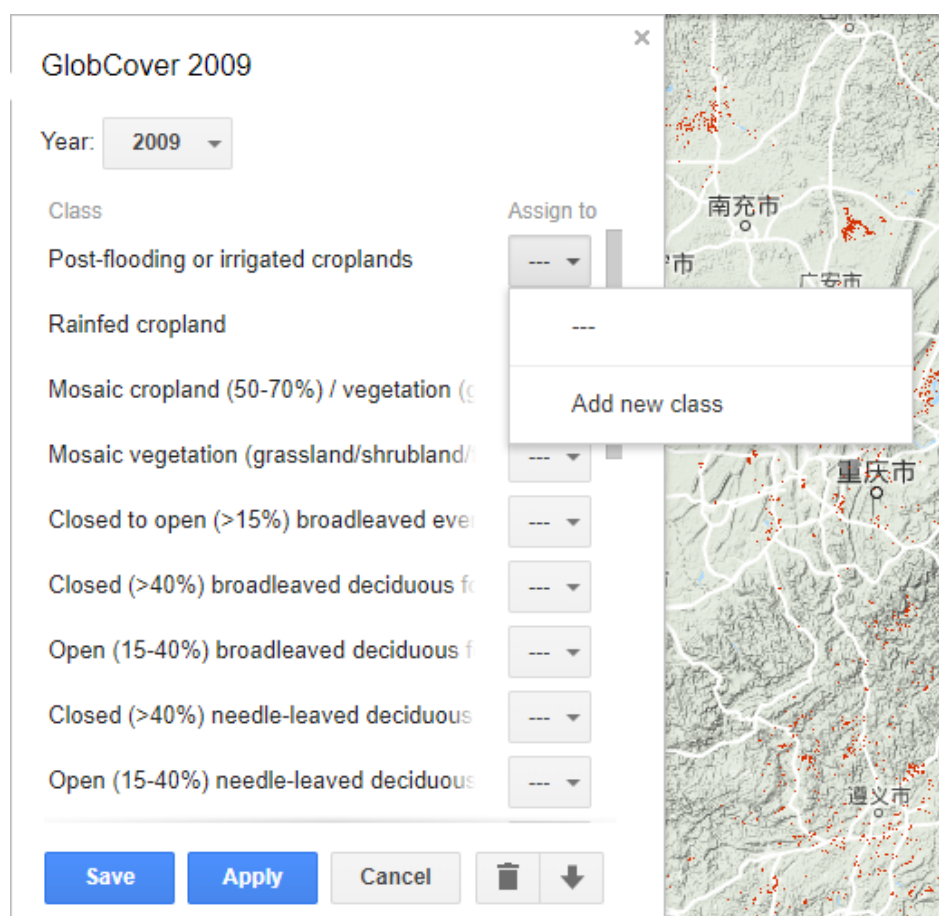 ×
GlobCover 2009
Year: 2009
Class Assign to
Post-flooding or irrigated croplands ---
Rainfed cropland
---
Mosaic cropland (50-70%) / vegetation (
Add new class
Mosaic vegetation (grassland/shrubland/ ---
Closed to open (>15%) broadleaved ever ---
Closed (>40%) broadleaved deciduous fo ---
Open (15-40%) broadleaved deciduous f ---
Closed (>40%) needle-leaved deciduous ---
Open (15-40%) needle-leaved deciduous ---
Save Apply Cancel
南充市
市
广安市
重庆市
遵义市